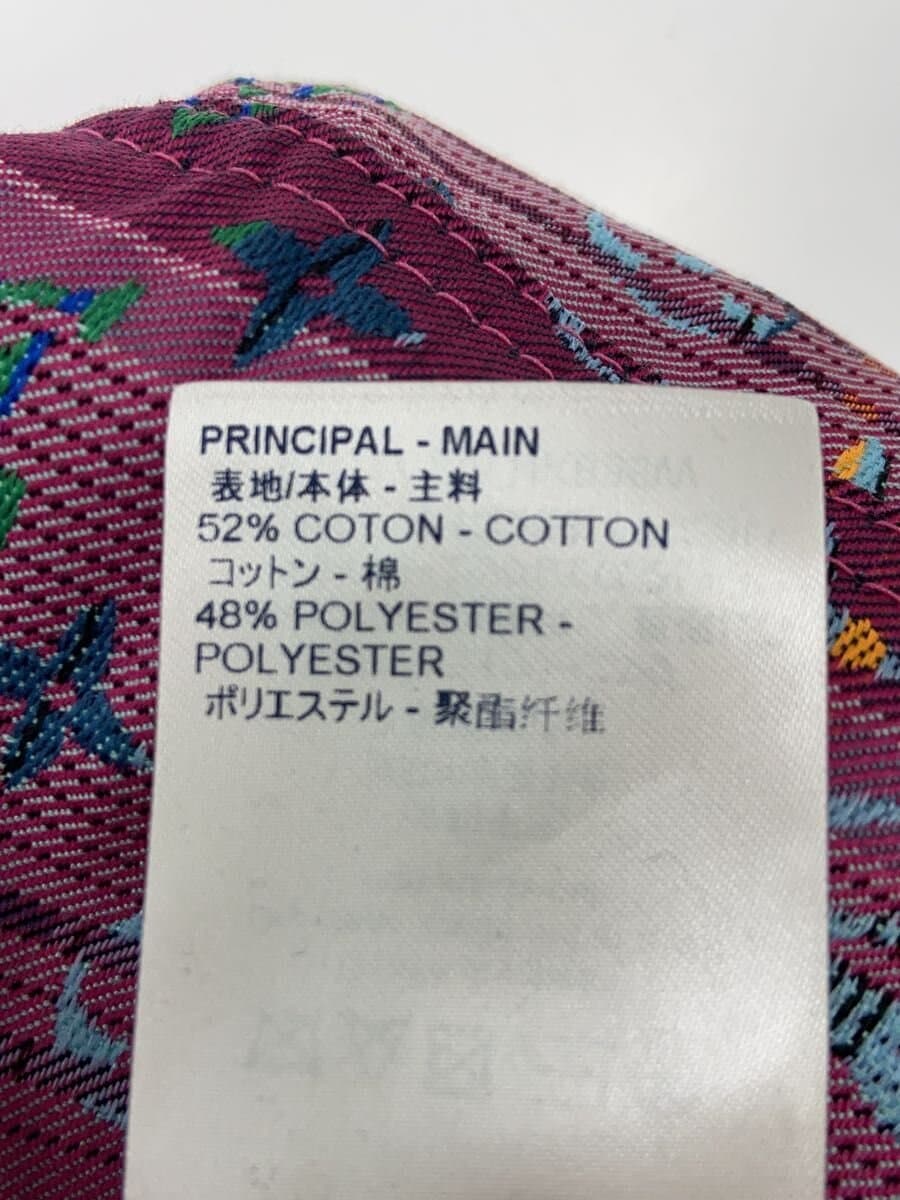 PRINCIPAL - MAIN
表地/本体 - 主料
52% COTON - COTTON
コットン - 棉
48% POLYESTER -
POLYESTER
ポリエステル - 聚酯纤维